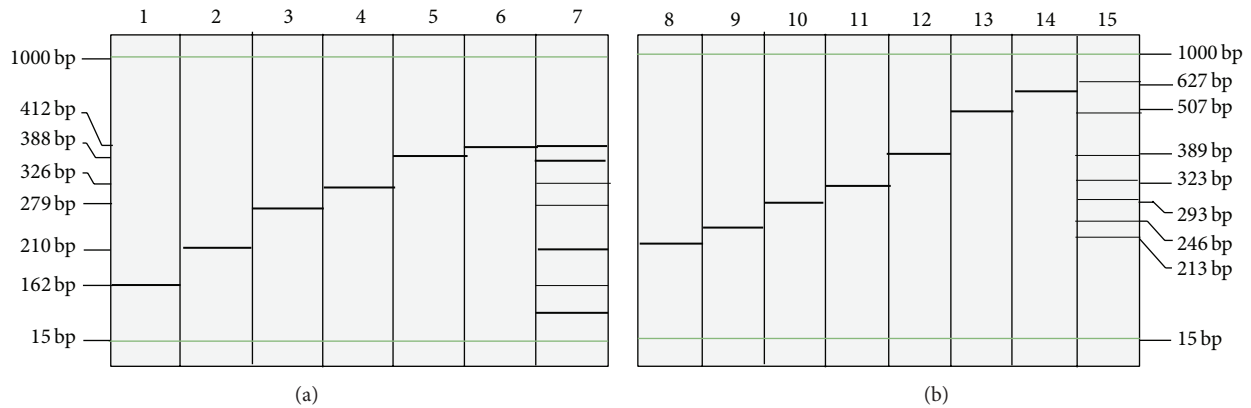 1 2 3 4 5 6 7
1000 bp
412 bp
388 bp
326 bp
279 bp
210 bp
162 bp
15 bp
(a)
8 9 10 11 12 13 14 15
1000 bp
627 bp
507 bp
389 bp
323 bp
293 bp
246 bp
213 bp
15 bp
(b)